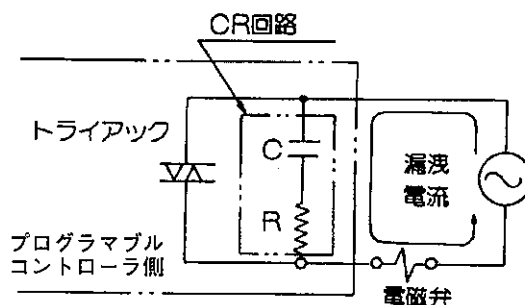 CR回路
トライアック
C
R
漏洩
電流
プログラマブル
コントローラ側
電磁弁